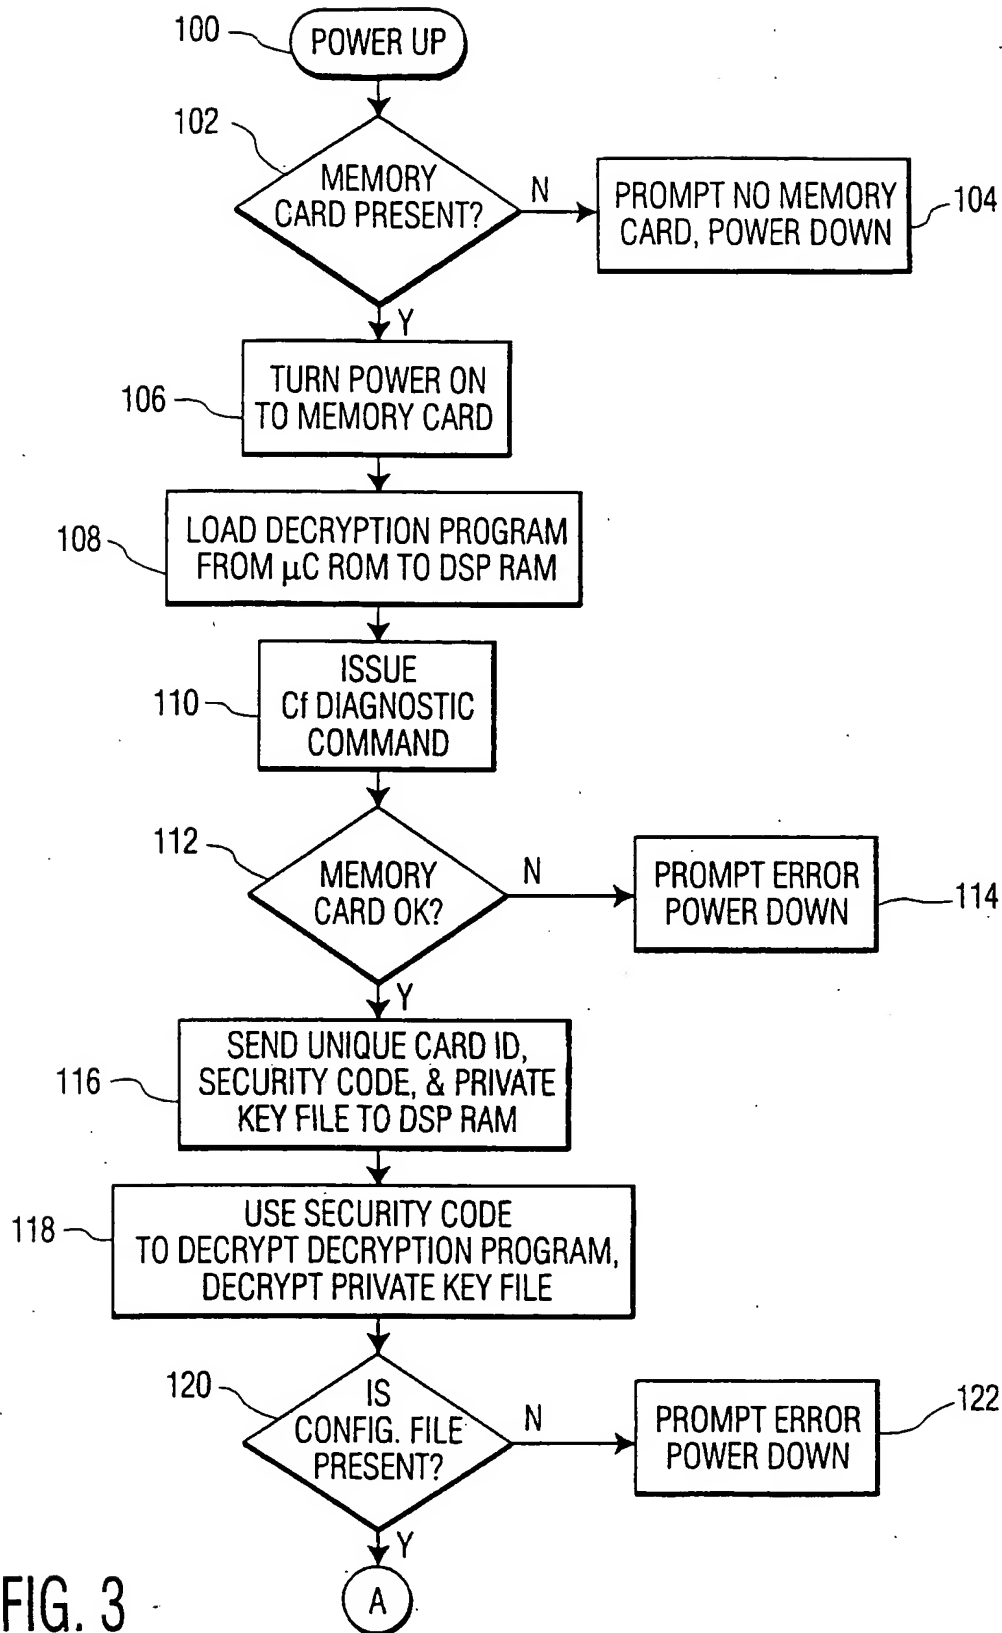 100
POWER UP
102
MEMORY
CARD PRESENT?
N
PROMPT NO MEMORY
CARD, POWER DOWN
104
Y
106
TURN POWER ON
TO MEMORY CARD
108
LOAD DECRYPTION PROGRAM
FROM µC ROM TO DSP RAM
110
ISSUE
Cf DIAGNOSTIC
COMMAND
112
MEMORY
CARD OK?
N
PROMPT ERROR
POWER DOWN
114
Y
116
SEND UNIQUE CARD ID,
SECURITY CODE, & PRIVATE
KEY FILE TO DSP RAM
118
USE SECURITY CODE
TO DECRYPT DECRYPTION PROGRAM,
DECRYPT PRIVATE KEY FILE
120
IS
CONFIG. FILE
PRESENT?
N
PROMPT ERROR
POWER DOWN
122
Y
A
FIG. 3